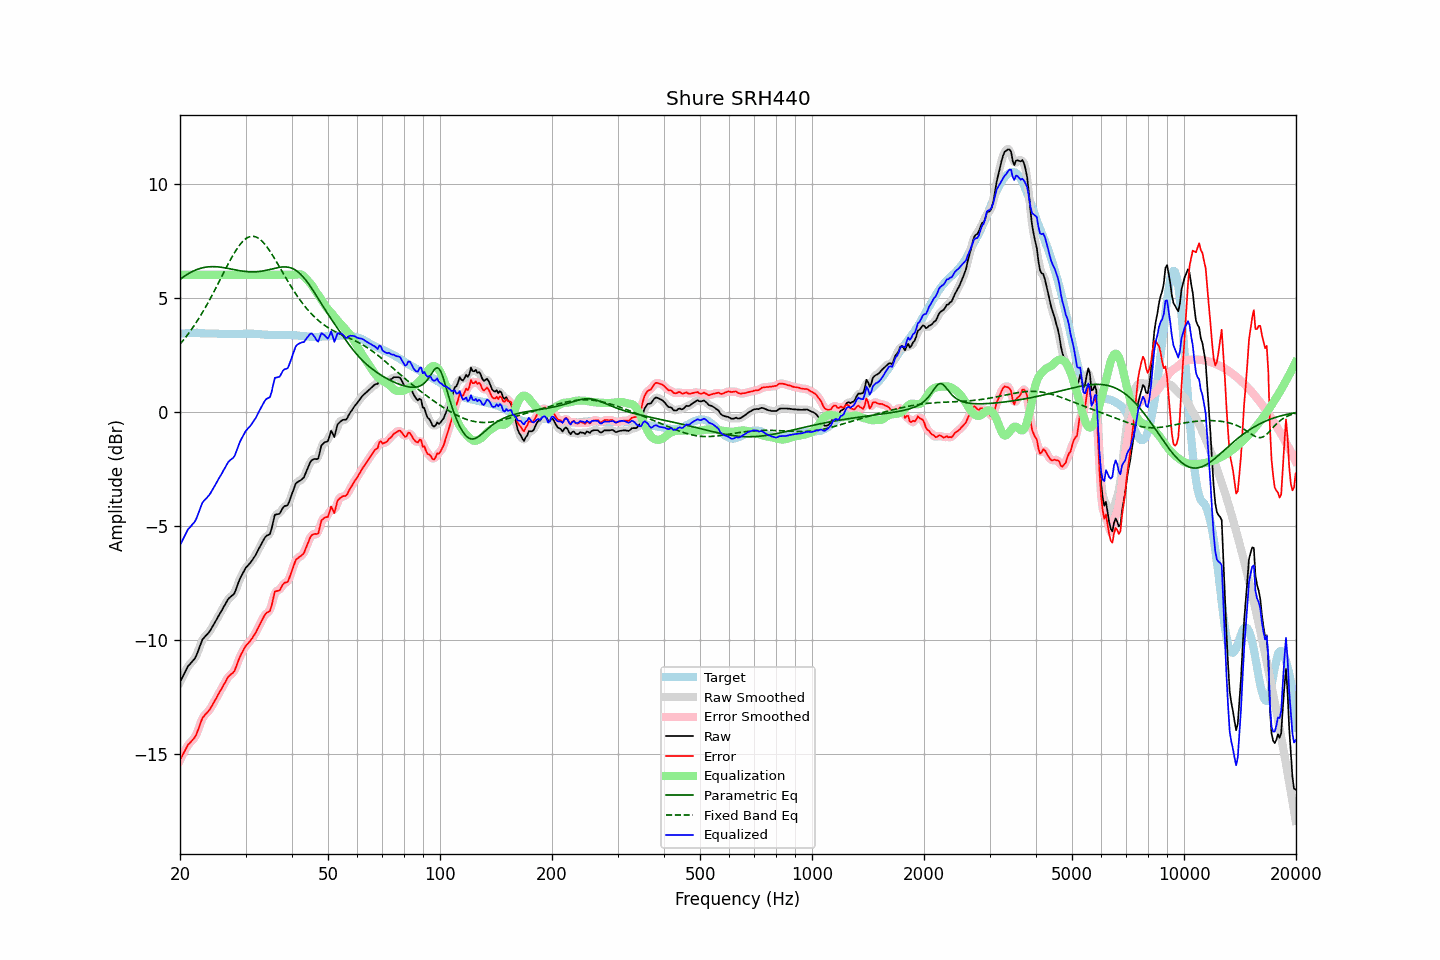 Shure SRH440
Amplitude (dBr)
10
5
0
−5
−10
−15
Target
Raw Smoothed
Error Smoothed
Raw
Error
Equalization
Parametric Eq
Fixed Band Eq
Equalized
20 50 100 200 500 1000 2000 5000 10000 20000
Frequency (Hz)